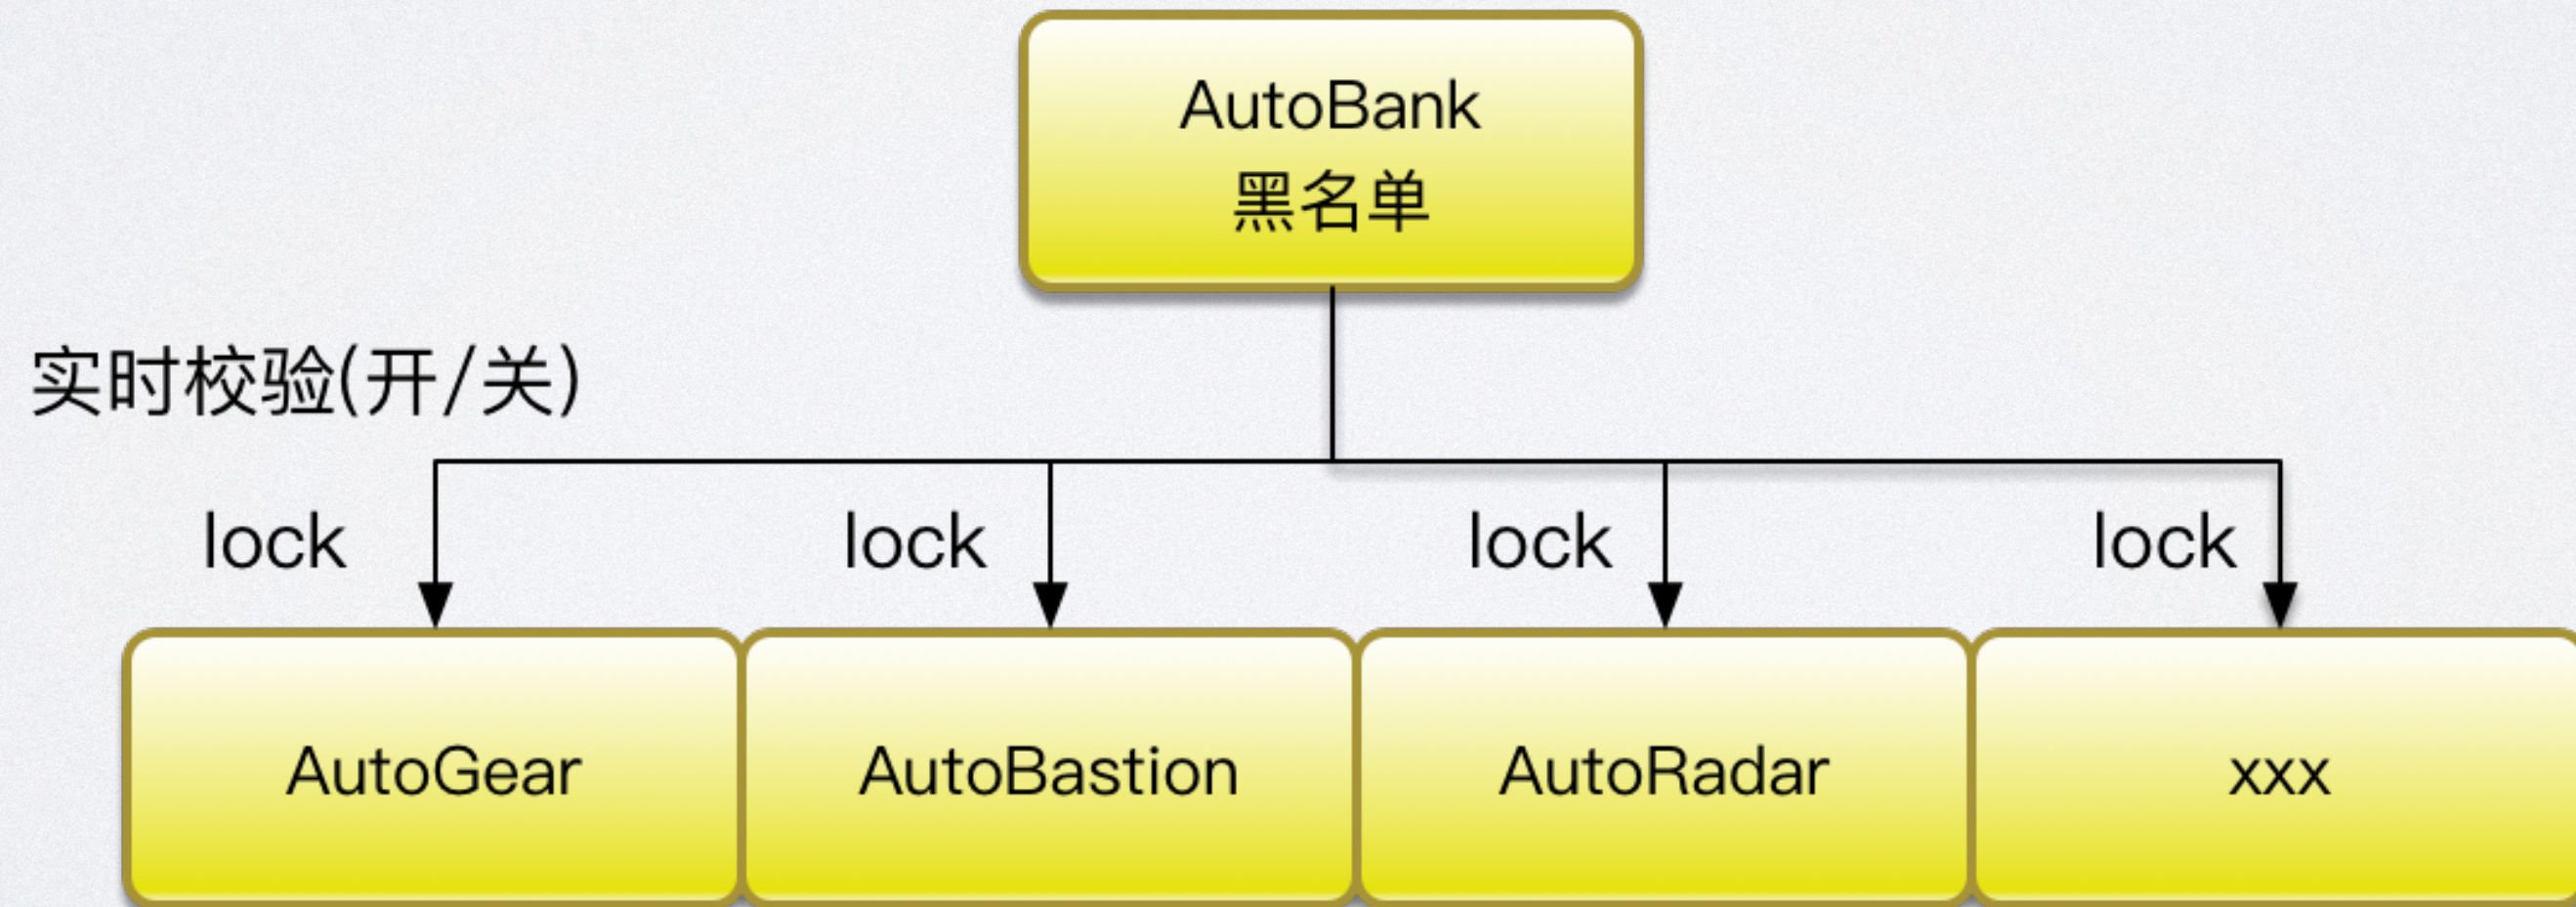 AutoBank
黑名单
实时校验(开/关)
lock
lock
lock
lock
AutoGear
AutoBastion
AutoRadar
xxx